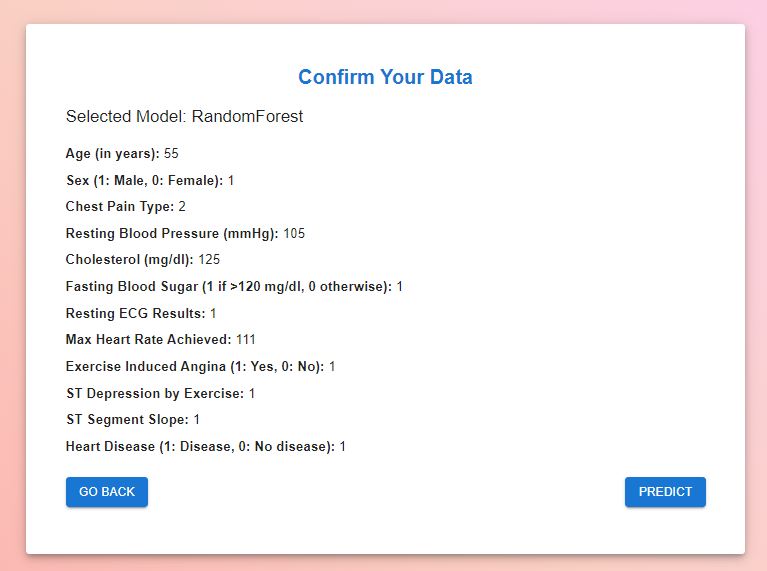 Confirm Your Data
Selected Model: RandomForest
Age (in years): 55
Sex (1: Male, 0: Female): 1
Chest Pain Type: 2
Resting Blood Pressure (mmHg): 105
Cholesterol (mg/dl): 125
Fasting Blood Sugar (1 if >120 mg/dl, 0 otherwise): 1
Resting ECG Results: 1
Max Heart Rate Achieved: 111
Exercise Induced Angina (1: Yes, 0: No): 1
ST Depression by Exercise: 1
ST Segment Slope: 1
Heart Disease (1: Disease, 0: No disease): 1
GO BACK PREDICT